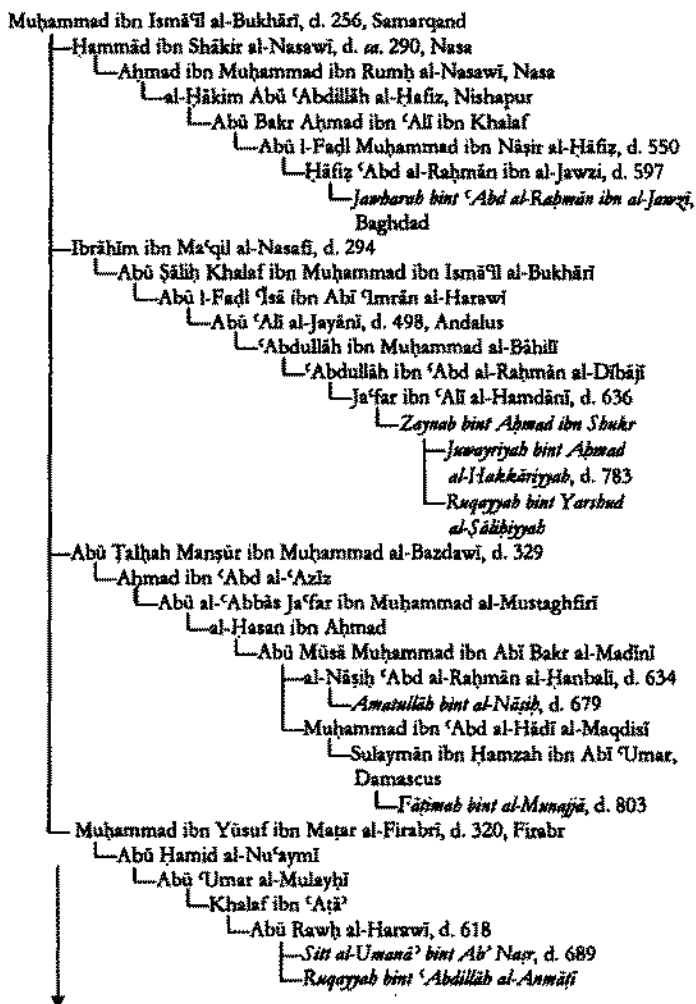 Muḥammad ibn Ismāʿīl al-Bukhārī, d. 256, Samarqand
Ḥammād ibn Shākir al-Nasawī, d. ca. 290, Nasa
Aḥmad ibn Muḥammad ibn Rumḥ al-Nasawī, Nasa
al-Ḥākim Abū ʿAbdillāh al-Hafiz, Nishapur
Abū Bakr Aḥmad ibn ʿAlī ibn Khalaf
Abū l-Faḍl Muḥammad ibn Nāṣir al-Ḥāfiẓ, d. 550
Ḥāfiẓ ʿAbd al-Raḥmān ibn al-Jawzi, d. 597
Jawharah bint ʿAbd al-Raḥmān ibn al-Jawzī,
Baghdad
Ibrāhīm ibn Maʿqil al-Nasafī, d. 294
Abū Ṣāliḥ Khalaf ibn Muḥammad ibn Ismāʿīl al-Bukhārī
Abū l-Faḍl ʿĪsā ibn Abī ʿImrān al-Harawī
Abū ʿAlī al-Jayānī, d. 498, Andalus
ʿAbdullāh ibn Muḥammad al-Bāhilī
ʿAbdullāh ibn ʿAbd al-Raḥmān al-Dībājī
Jaʿfar ibn ʿAlī al-Hamdānī, d. 636
Zaynab bint Aḥmad ibn Shukr
Juwayriyah bint Aḥmad
al-Hakkāriyyah, d. 783
Ruqayyah bint Yarshud
al-Ṣāliḥiyyah
Abū Ṭalḥah Manṣūr ibn Muḥammad al-Bazdawī, d. 329
Aḥmad ibn ʿAbd al-ʿAzīz
Abū al-ʿAbbās Jaʿfar ibn Muḥammad al-Mustaghfirī
al-Ḥasan ibn Aḥmad
Abū Mūsā Muḥammad ibn Abī Bakr al-Madīnī
al-Nāṣiḥ ʿAbd al-Raḥmān al-Ḥanbalī, d. 634
Amatullāh bint al-Nāṣiḥ, d. 679
Muḥammad ibn ʿAbd al-Hādī al-Maqdisī
Sulaymān ibn Ḥamzah ibn Abī ʿUmar,
Damascus
Fāṭimah bint al-Munajjā, d. 803
Muḥammad ibn Yūsuf ibn Maṭar al-Firabrī, d. 320, Firabr
Abū Ḥamid al-Nuʿaymī
Abū ʿUmar al-Mulayḥī
Khalaf ibn ʿAṭāʾ
Abū Rawḥ al-Harawī, d. 618
Sitt al-Umanāʾ bint Abʾ Naṣr, d. 689
Ruqayyah bint ʿAbdillāh al-Anmāṭī